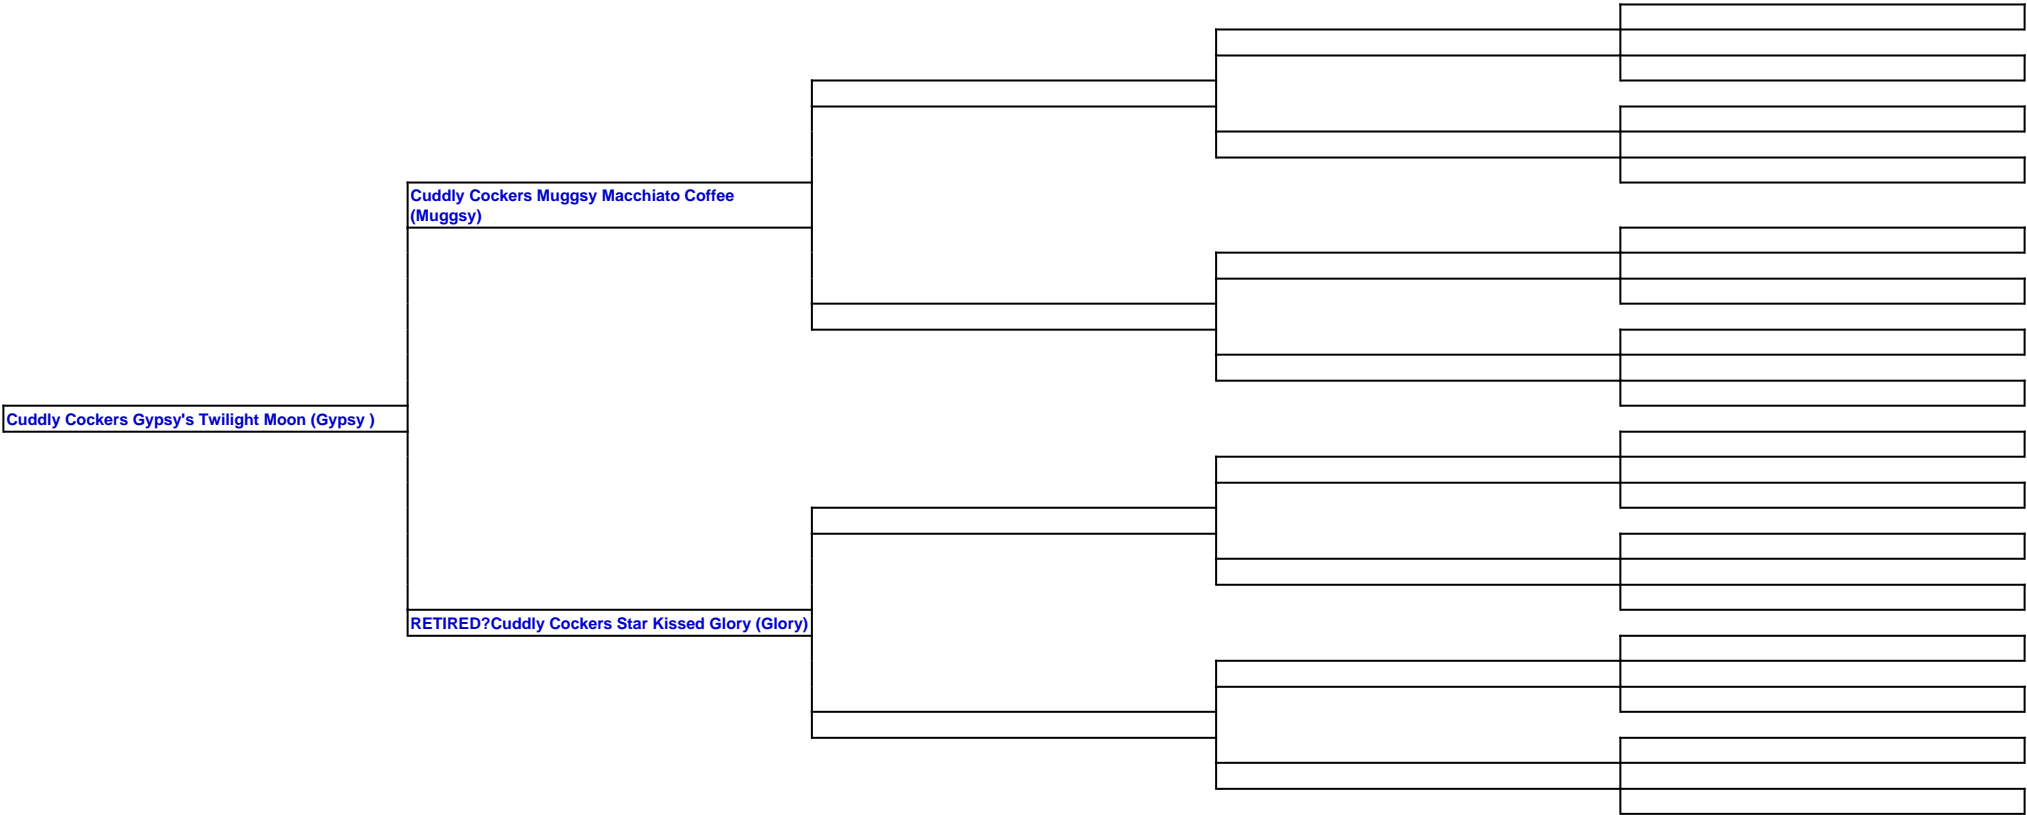 Cuddly Cockers Muggsy Macchiato Coffee
(Muggsy)
Cuddly Cockers Gypsy's Twilight Moon (Gypsy )
RETIRED?Cuddly Cockers Star Kissed Glory (Glory)